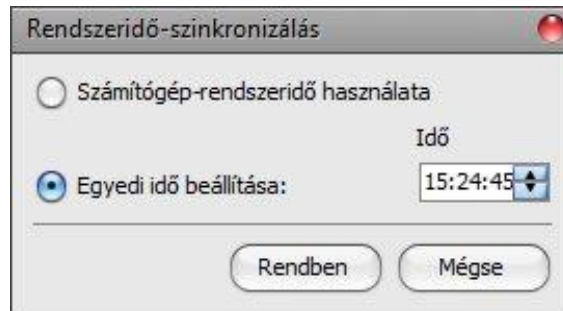 Rendszeridő-szinkronizálás
Számítógép-rendszeridő használata
Idő
Egyedi idő beállítása: 15:24:45
Rendben Mégse